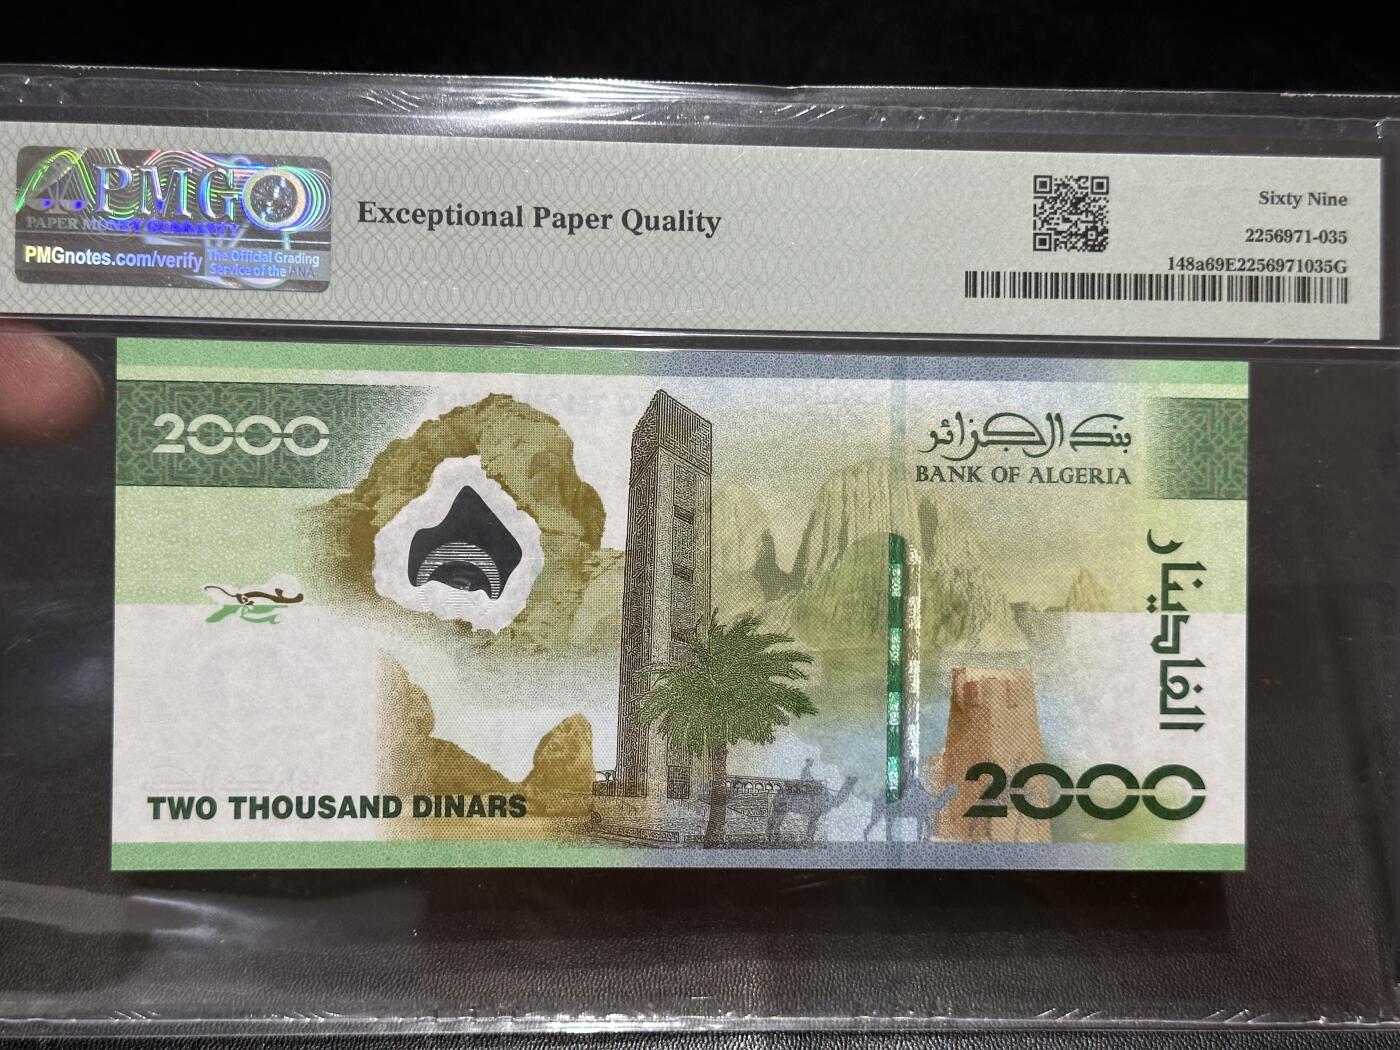 PMG
PAPER MONEY GUARANTY
PMGnotes.com/verify
The Official Grading
Service of the ANA
Exceptional Paper Quality
Sixty Nine
2256971-035
148a69E2256971035G
2000
بنك الجزائر
BANK OF ALGERIA
ألفا دينار
TWO THOUSAND DINARS
2000